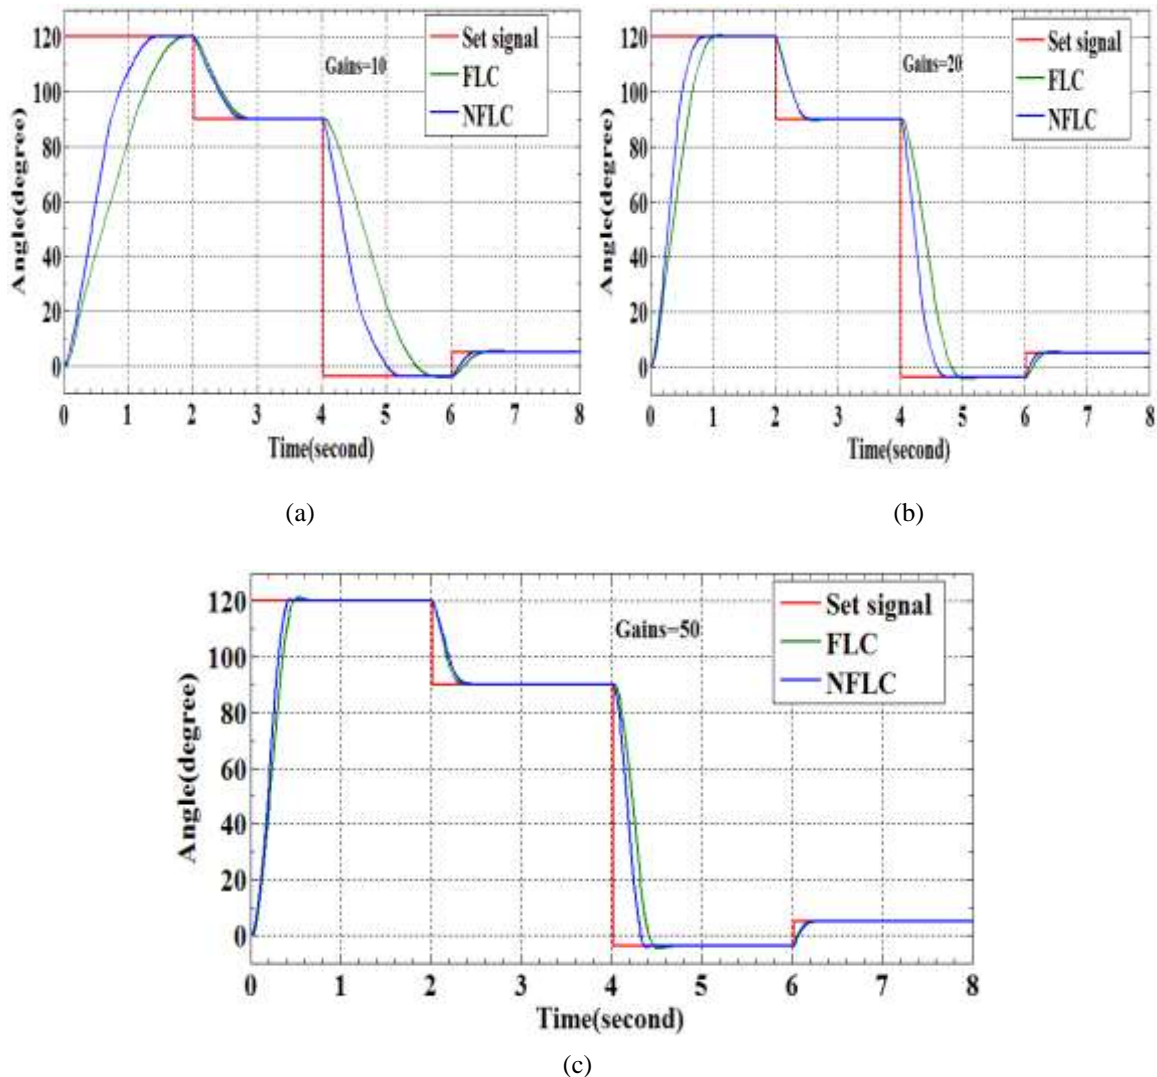 120
100
80
60
40
20
0
Angle(degree)
Gains=10
Set signal
FLC
NFLC
0 1 2 3 4 5 6 7 8
Time(second)
(a)
120
100
80
60
40
20
0
Angle(degree)
Gains=20
Set signal
FLC
NFLC
0 1 2 3 4 5 6 7 8
Time(second)
(b)
120
100
80
60
40
20
0
Angle(degree)
Gains=50
Set signal
FLC
NFLC
0 1 2 3 4 5 6 7 8
Time(second)
(c)